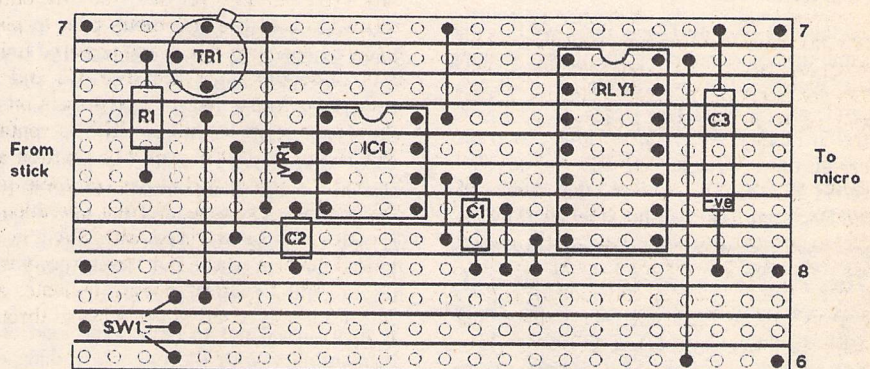 7 7
TR1
RLY1
R1 C3
IC1
VR1
From
stick
To
micro
-ve
C1
C2
8
SW1
6